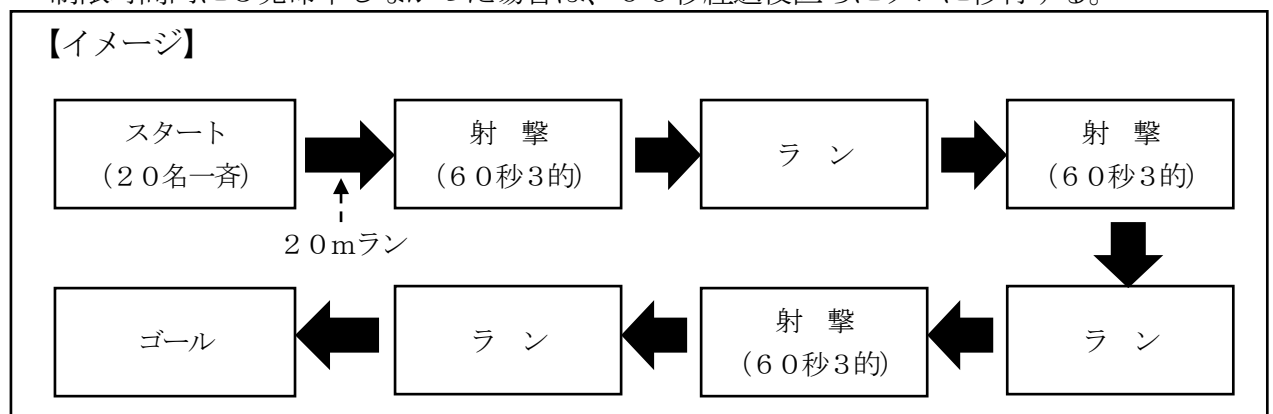 【イメージ】
スタート
(２０名一斉)
射　撃
(６０秒３的)
ラ　ン
射　撃
(６０秒３的)
２０ｍラン
ゴール
ラ　ン
射　撃
(６０秒３的)
ラ　ン